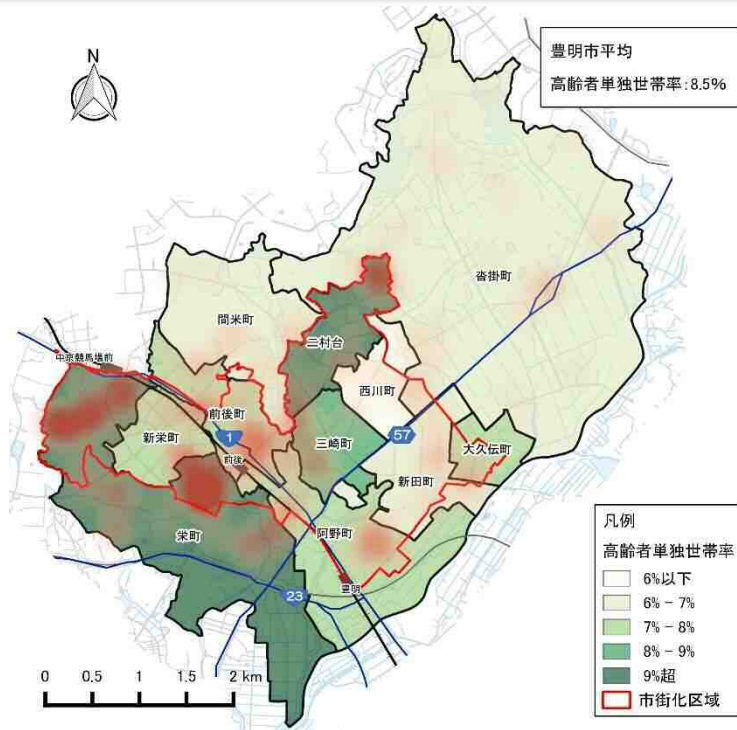 N
豊明市平均
高齢者単独世帯率:8.5%
沓掛町
間米町
二村台
中京競馬場前
西川町
前後町
新栄町
1
三崎町
57
大久伝町
前後
新田町
栄町
阿野町
豊明
23
凡例
高齢者単独世帯率
6%以下
6% - 7%
7% - 8%
8% - 9%
9%超
市街化区域
0 0.5 1 1.5 2 km